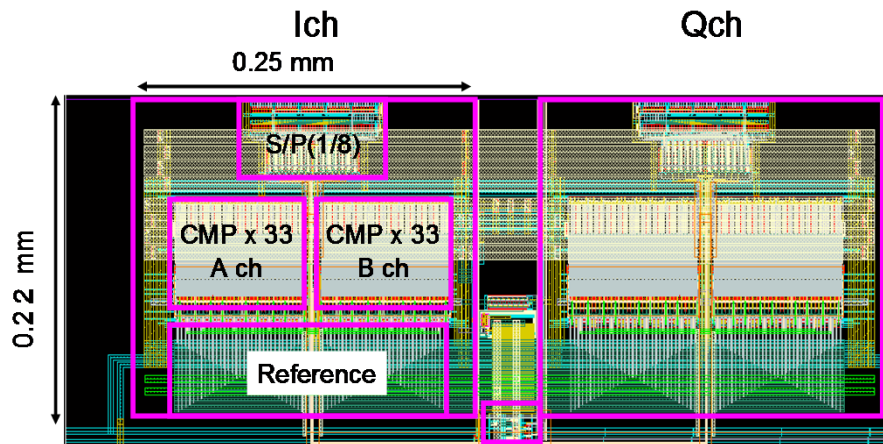 Ich
Qch
0.25 mm
0.22 mm
S/P(1/8)
CMP x 33
A ch
CMP x 33
B ch
Reference